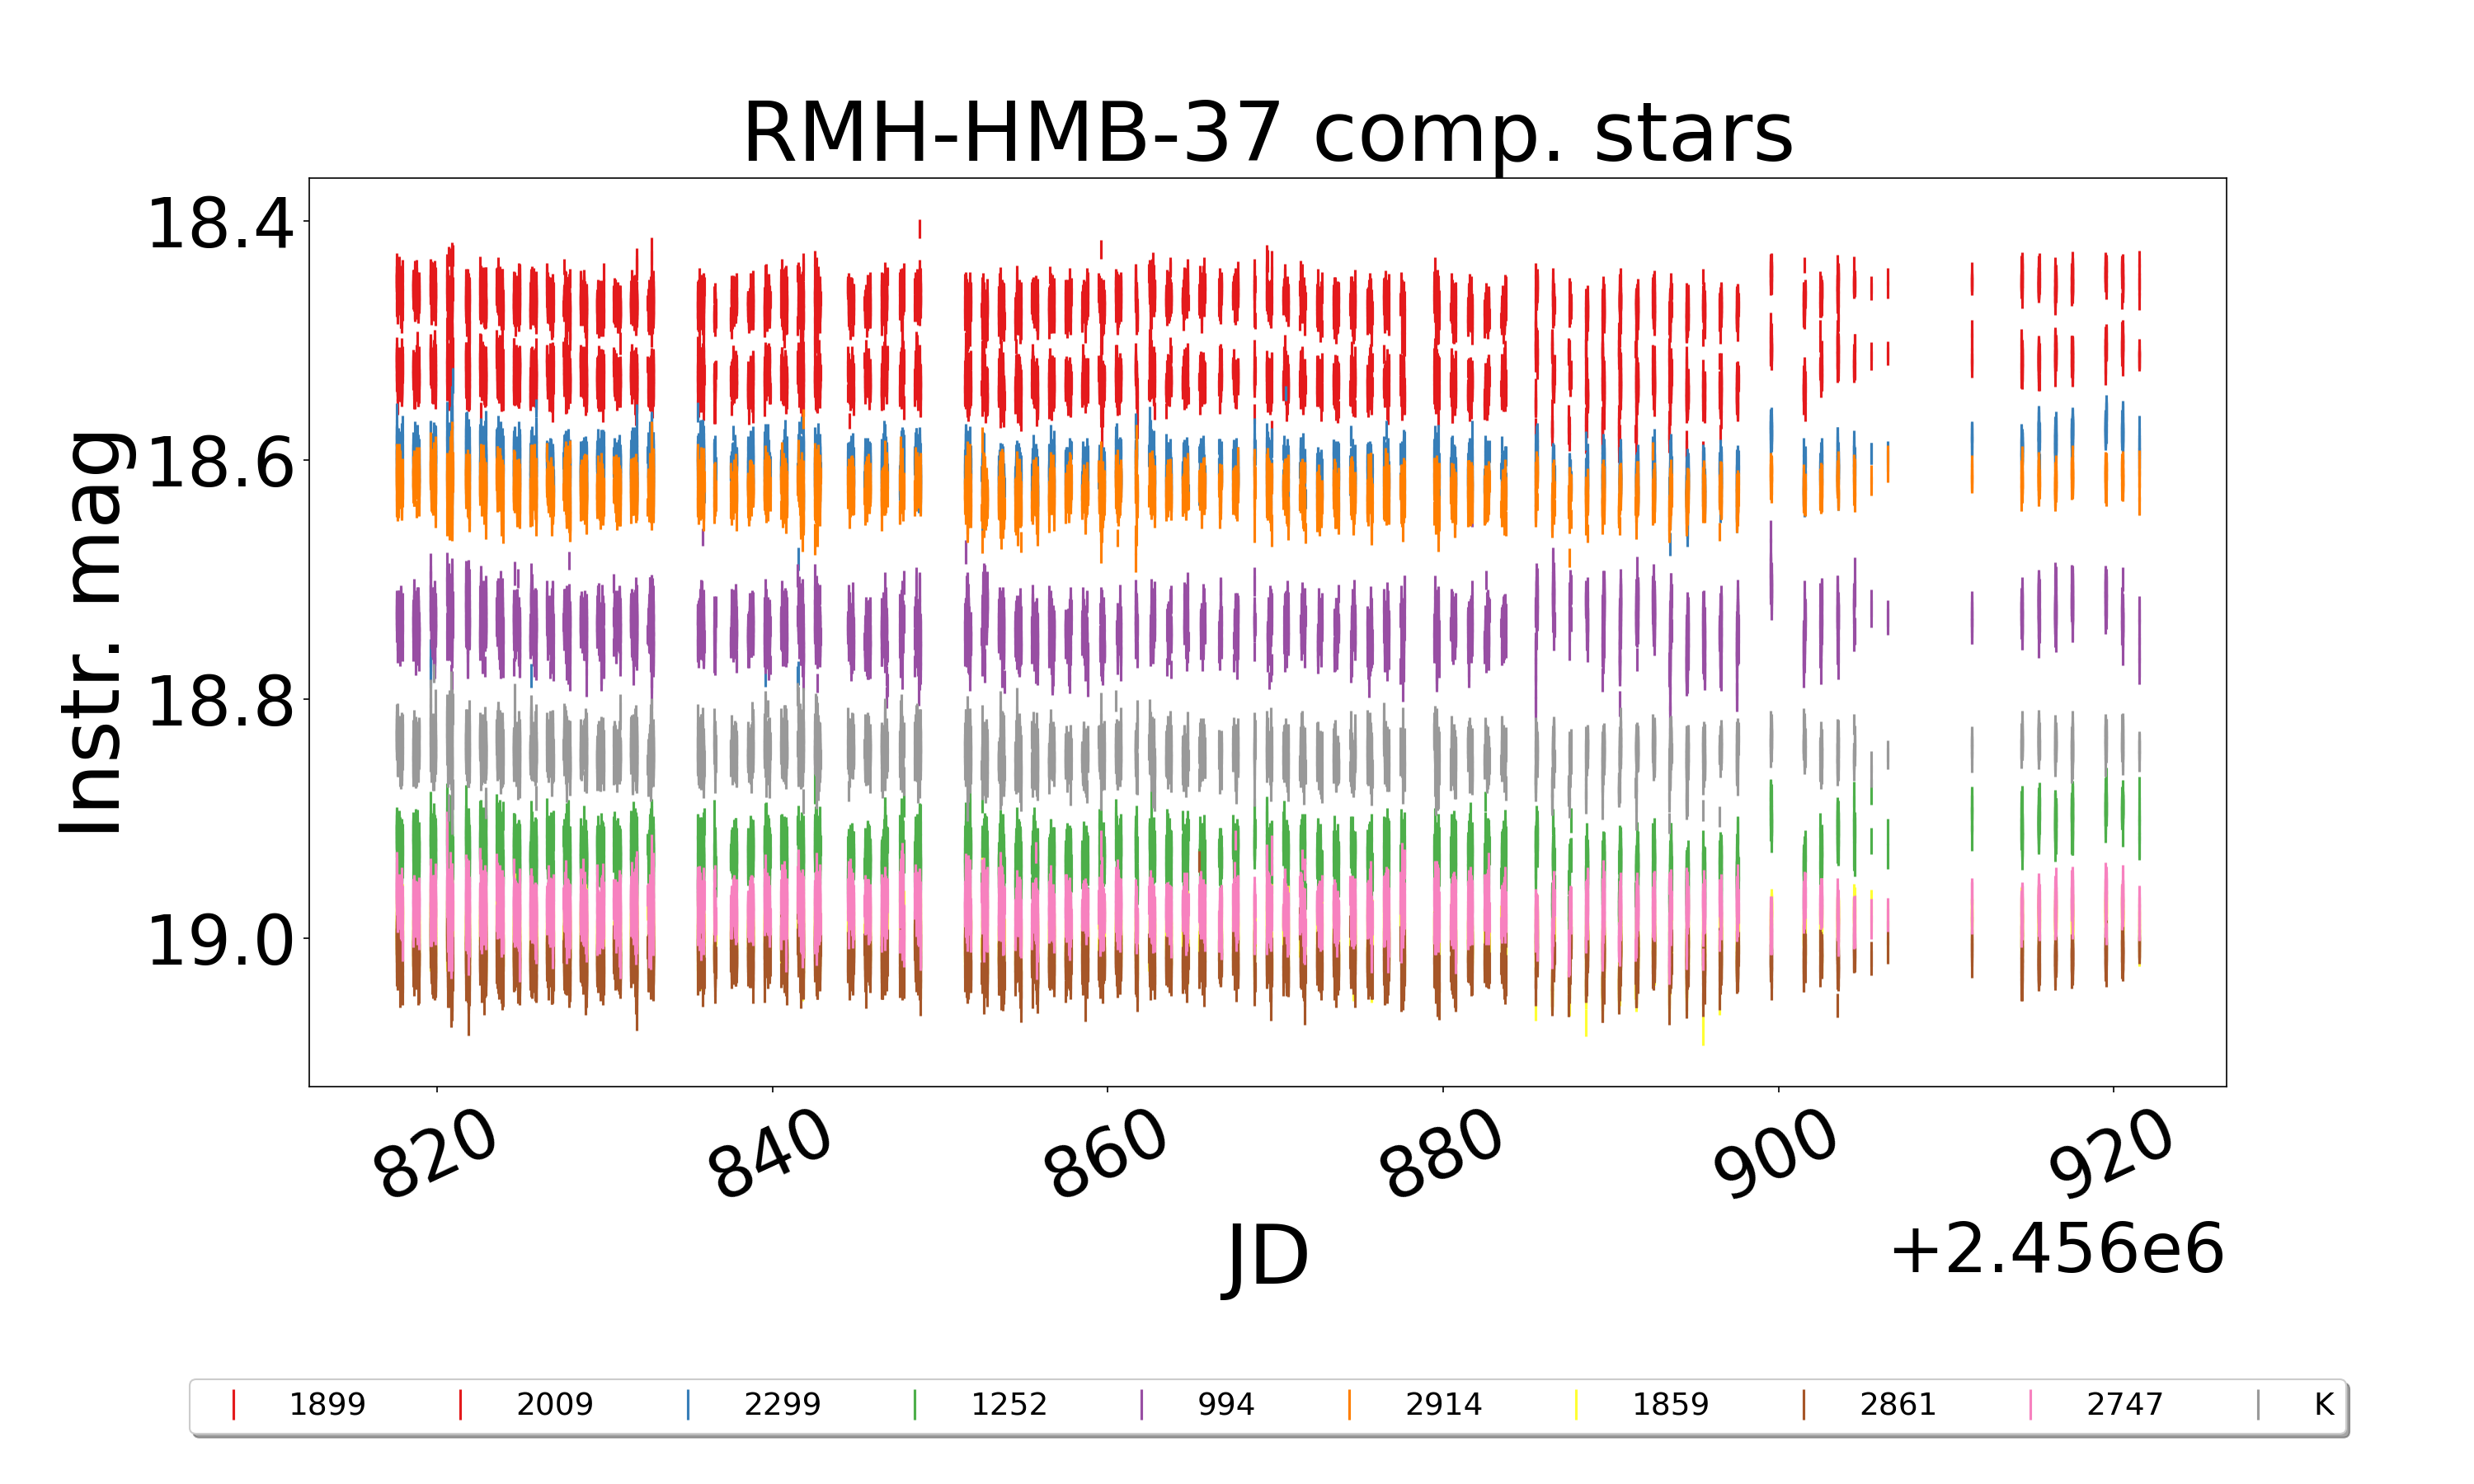 RMH-HMB-37 comp. stars
18.4
18.6
18.8
19.0
Instr. mag
820 840 860 880 900 920
JD
+2.456e6
1899 2009 2299 1252 994 2914 1859 2861 2747 K